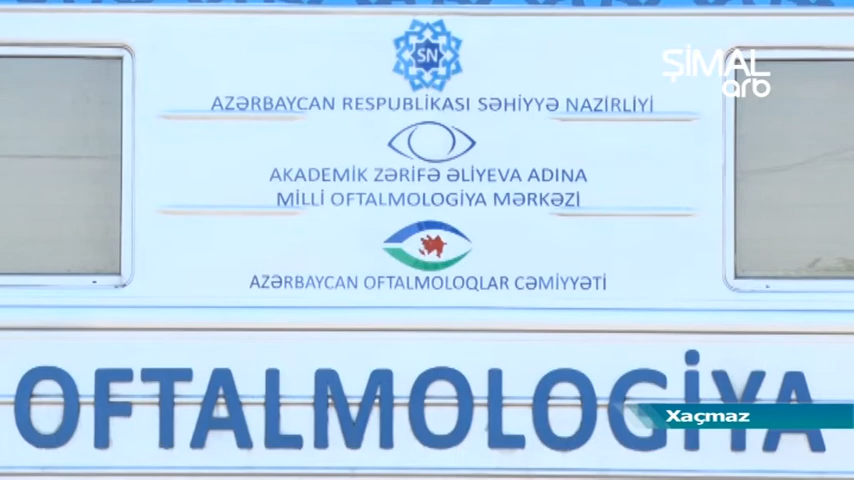 SN
ŞİMAL
arb
AZƏRBAYCAN RESPUBLİKASI SƏHİYYƏ NAZİRLİYİ
AKADEMİK ZƏRİFƏ ƏLİYEVA ADINA
MİLLİ OFTALMOLOGİYA MƏRKƏZİ
AZƏRBAYCAN OFTALMOLOQLAR CƏMİYYƏTİ
OFTALMOLOGİYA
Xaçmaz